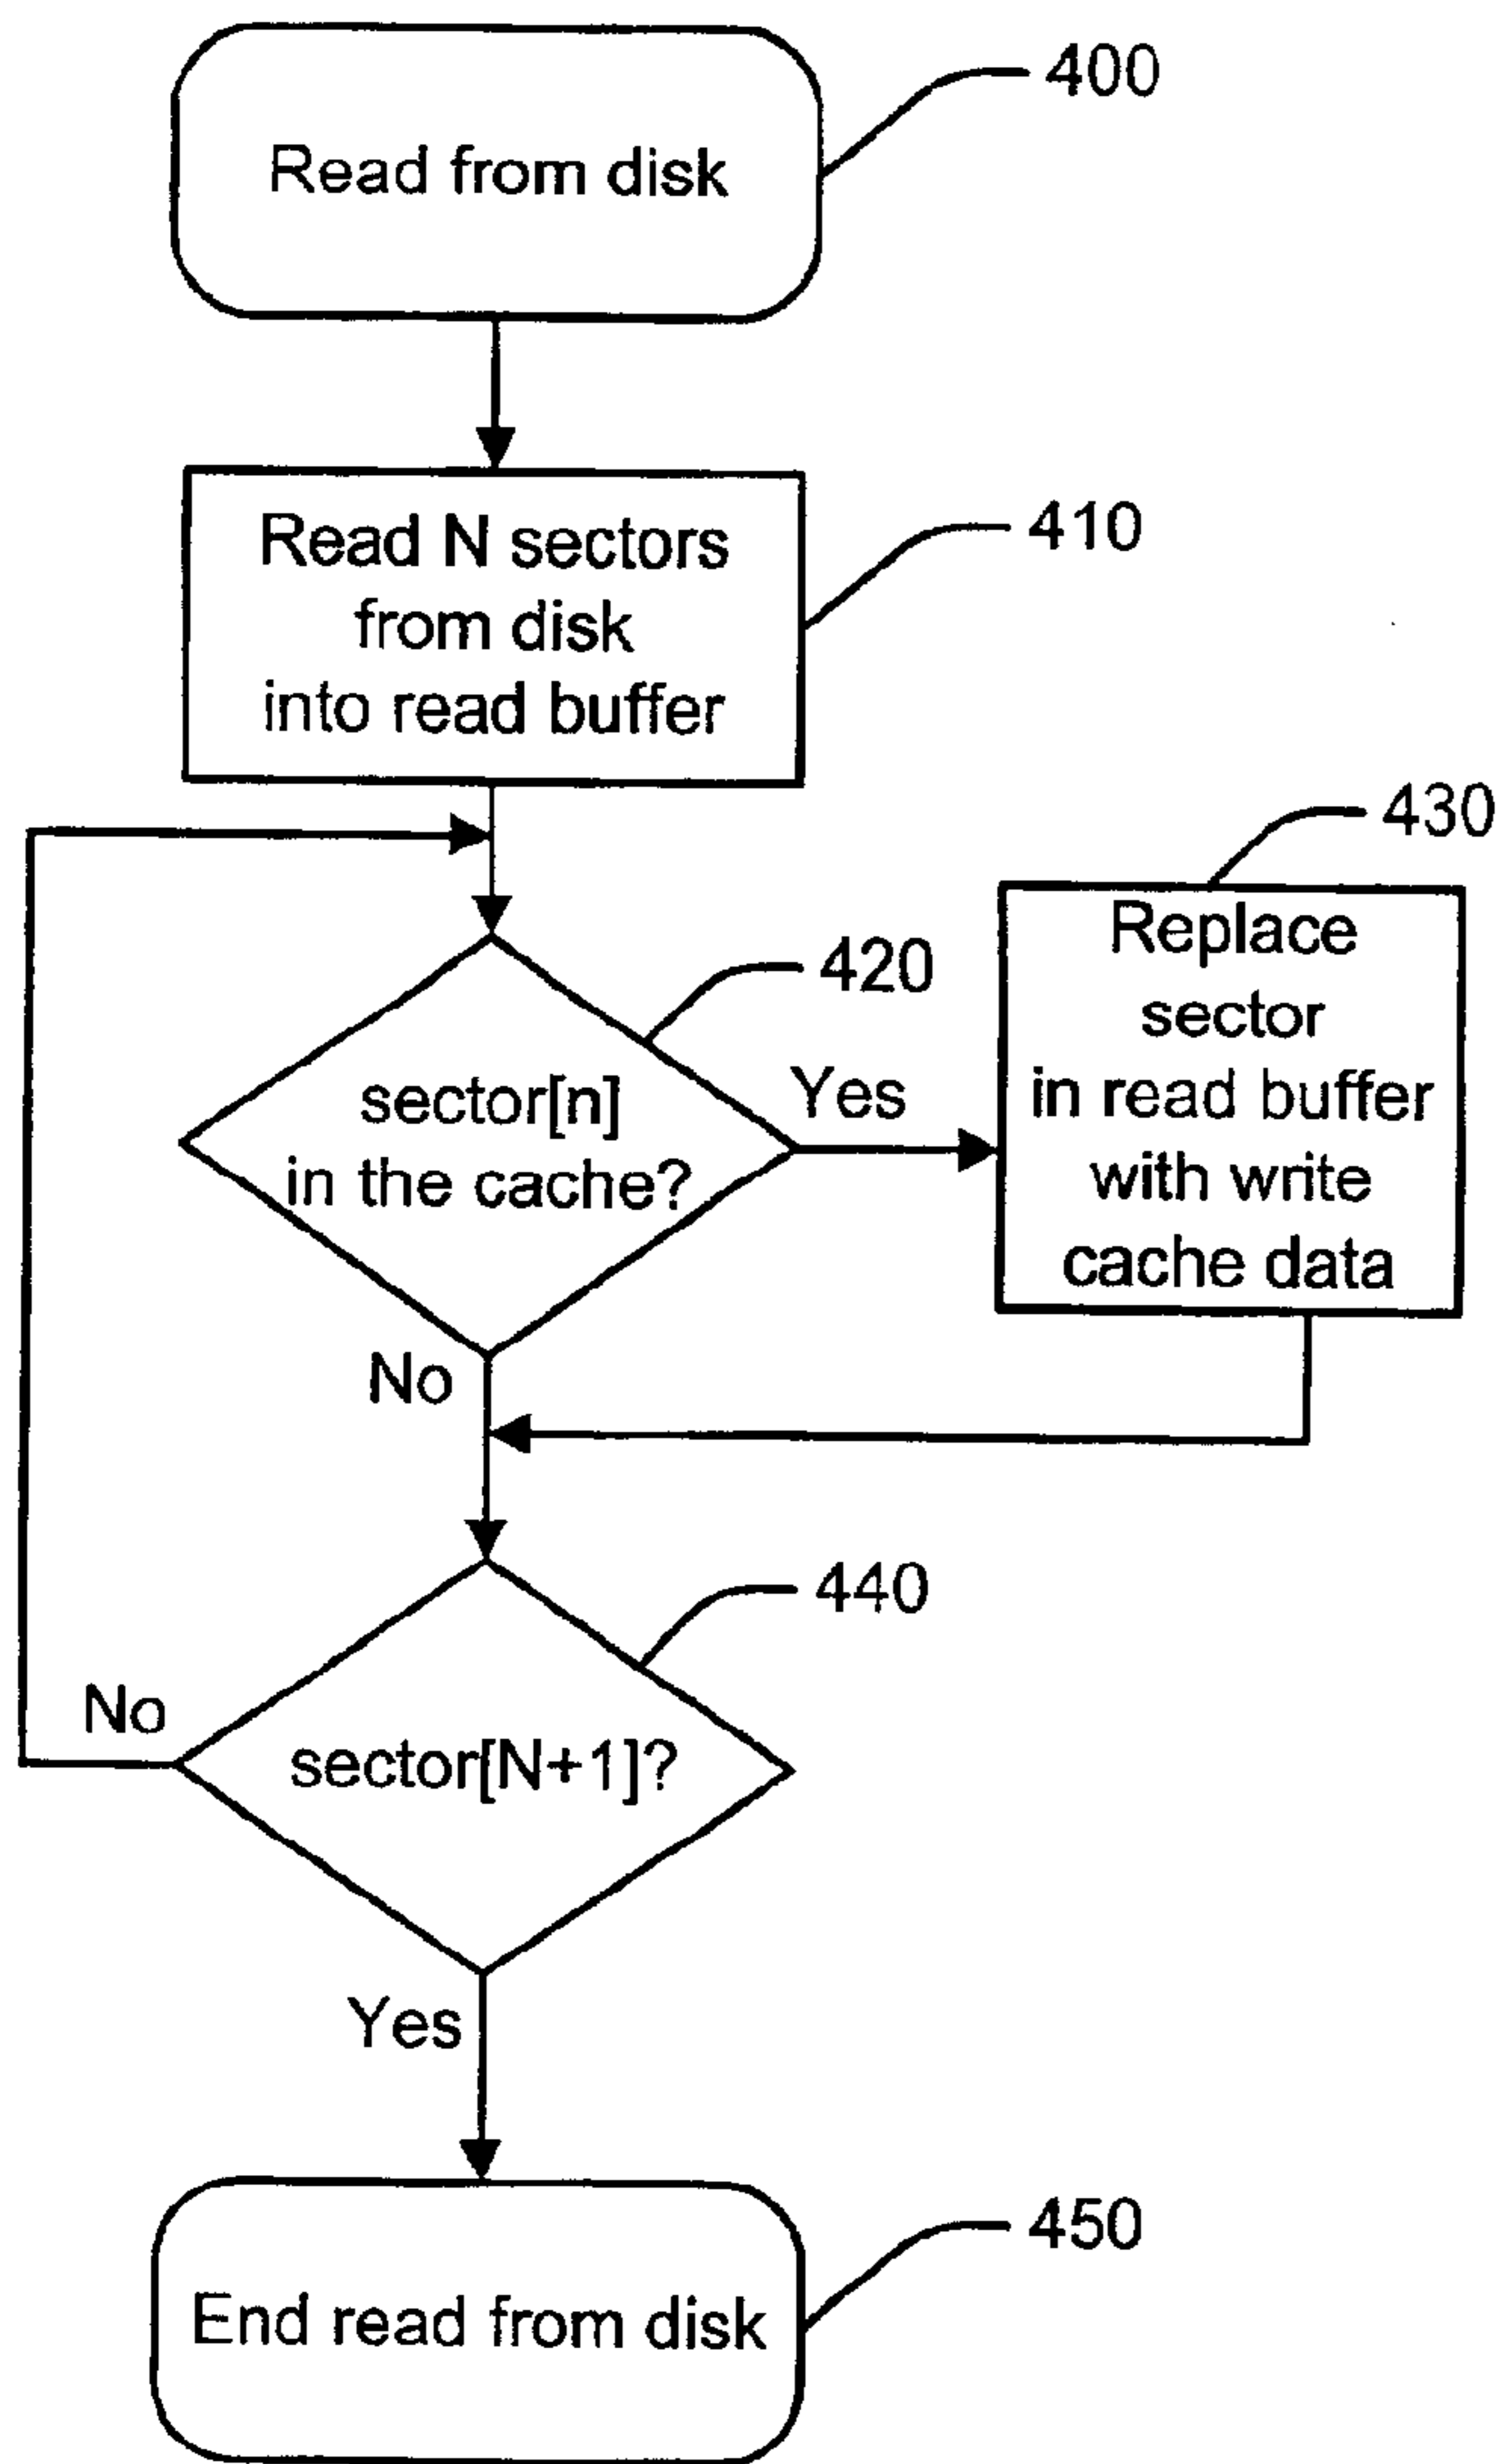 400
Read from disk
410
Read N sectors
from disk
into read buffer
430
Replace
sector
in read buffer
with write
cache data
420
sector[n]
in the cache?
Yes
No
440
No
sector[N+1]?
Yes
450
End read from disk